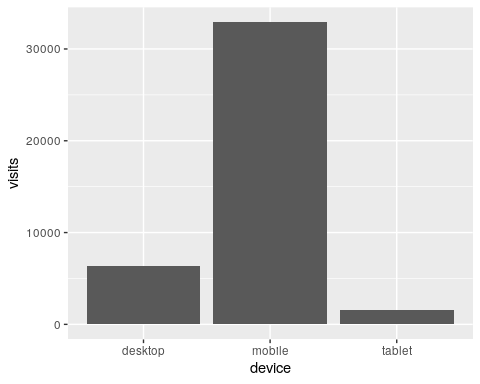 30000
20000
10000
0
visits
desktop mobile tablet
device